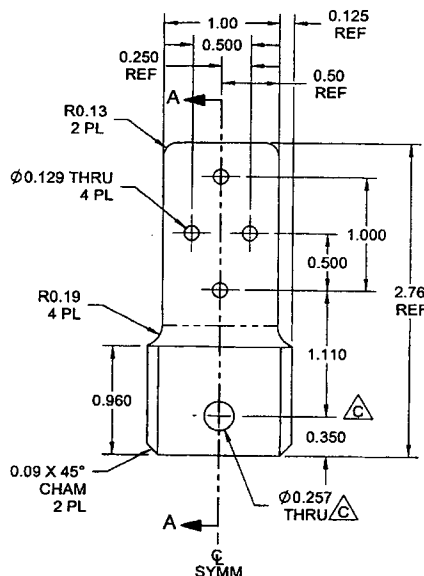 1.00
0.125
REF
0.250
REF
0.500
0.50
REF
A
R0.13
2 PL
Ø0.129 THRU
4 PL
1.000
0.500
2.76
REF
R0.19
4 PL
1.110
0.960
C
0.350
0.09 X 45°
CHAM
2 PL
Ø0.257
THRU C
A
℄
SYMM